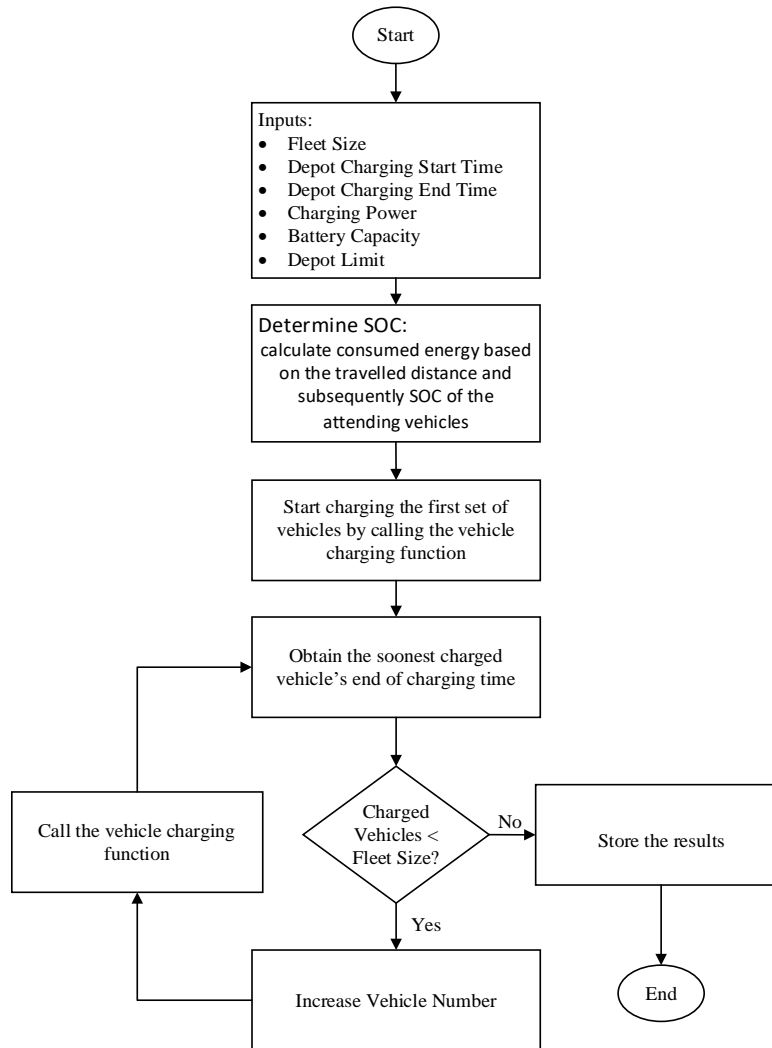 Start
Inputs:
• Fleet Size
• Depot Charging Start Time
• Depot Charging End Time
• Charging Power
• Battery Capacity
• Depot Limit
Determine SOC:
calculate consumed energy based
on the travelled distance and
subsequently SOC of the
attending vehicles
Start charging the first set of
vehicles by calling the vehicle
charging function
Obtain the soonest charged
vehicle's end of charging time
Charged
Vehicles <
Fleet Size?
No
Store the results
Call the vehicle charging
function
Yes
Increase Vehicle Number
End